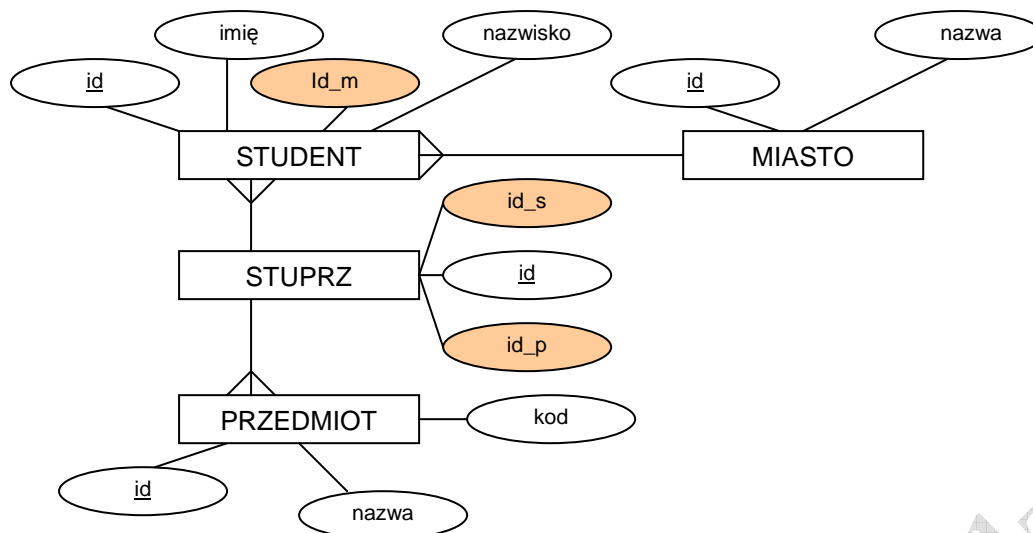 imię
nazwisko
nazwa
id
Id_m
id
STUDENT
MIASTO
id_s
STUPRZ
id
id_p
PRZEDMIOT
kod
id
nazwa